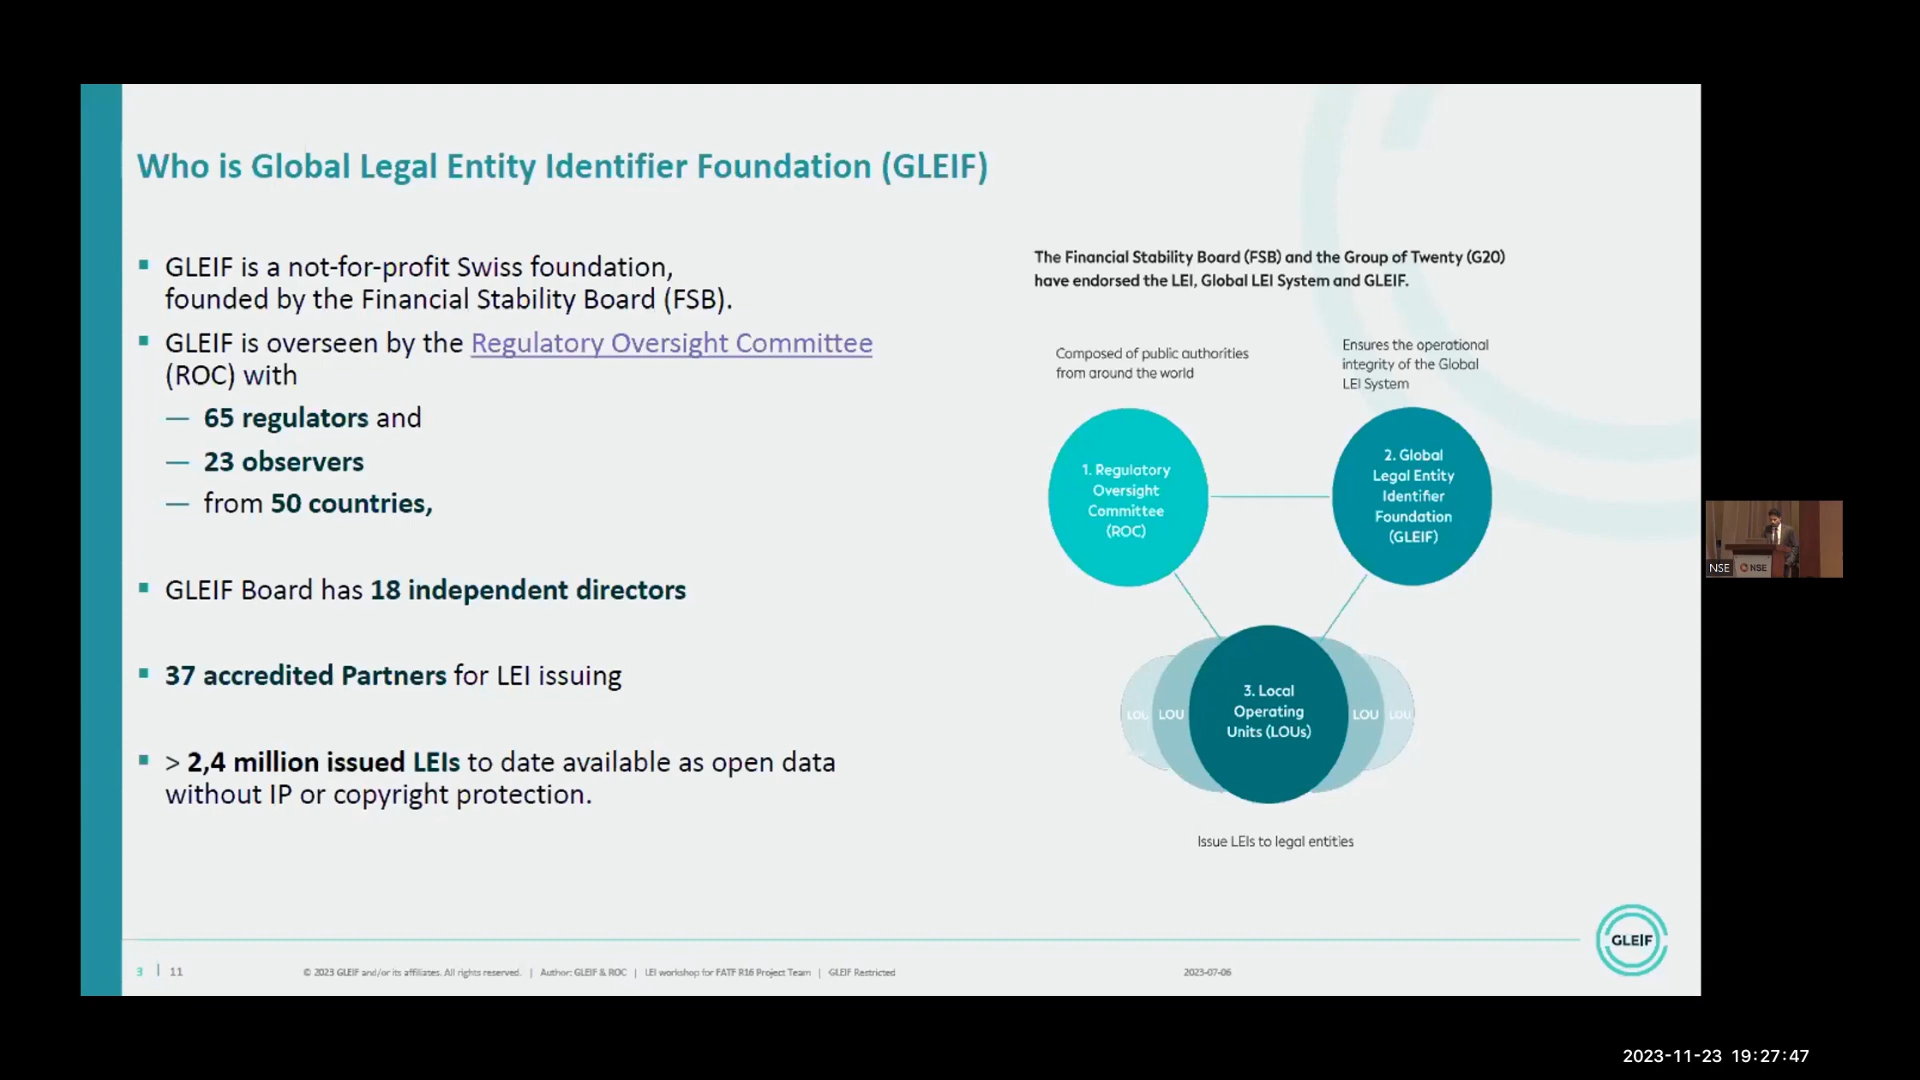 Who is Global Legal Entity Identifier Foundation (GLEIF)
▪ GLEIF is a not-for-profit Swiss foundation,
founded by the Financial Stability Board (FSB).
▪ GLEIF is overseen by the Regulatory Oversight Committee
(ROC) with
— 65 regulators and
— 23 observers
— from 50 countries,
▪ GLEIF Board has 18 independent directors
▪ 37 accredited Partners for LEI issuing
▪ > 2,4 million issued LEIs to date available as open data
without IP or copyright protection.
The Financial Stability Board (FSB) and the Group of Twenty (G20)
have endorsed the LEI, Global LEI System and GLEIF.
Composed of public authorities
from around the world
Ensures the operational
integrity of the Global
LEI System
1. Regulatory
Oversight
Committee
(ROC)
2. Global
Legal Entity
Identifier
Foundation
(GLEIF)
LOU LOU
3. Local
Operating
Units (LOUs)
LOU LOU
Issue LEIs to legal entities
NSE
NSE
GLEIF
3 | 11
© 2023 GLEIF and/or its affiliates. All rights reserved. | Author: GLEIF & ROC | LEI workshop for FATF R16 Project Team | GLEIF Restricted
2023-07-06
2023-11-23 19:27:47